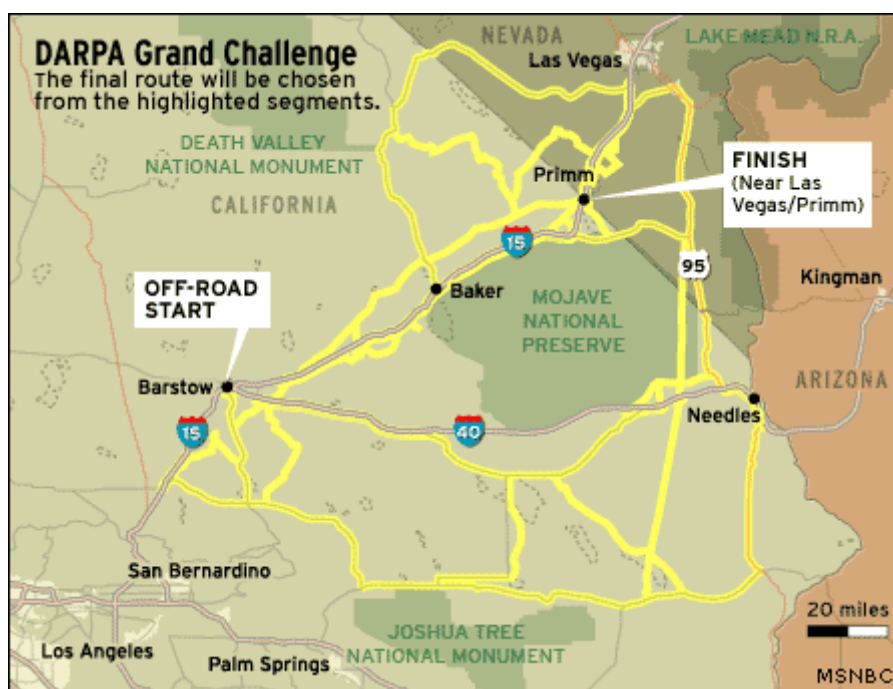 DARPA Grand Challenge
The final route will be chosen
from the highlighted segments.
NEVADA
Las Vegas
LAKE MEAD N.R.A.
DEATH VALLEY
NATIONAL MONUMENT
CALIFORNIA
Primm
FINISH
(Near Las
Vegas/Primm)
15
95
Kingman
OFF-ROAD
START
Baker
MOJAVE
NATIONAL
PRESERVE
ARIZONA
Barstow
15
40
Needles
San Bernardino
20 miles
JOSHUA TREE
NATIONAL MONUMENT
Los Angeles
Palm Springs
MSNBC